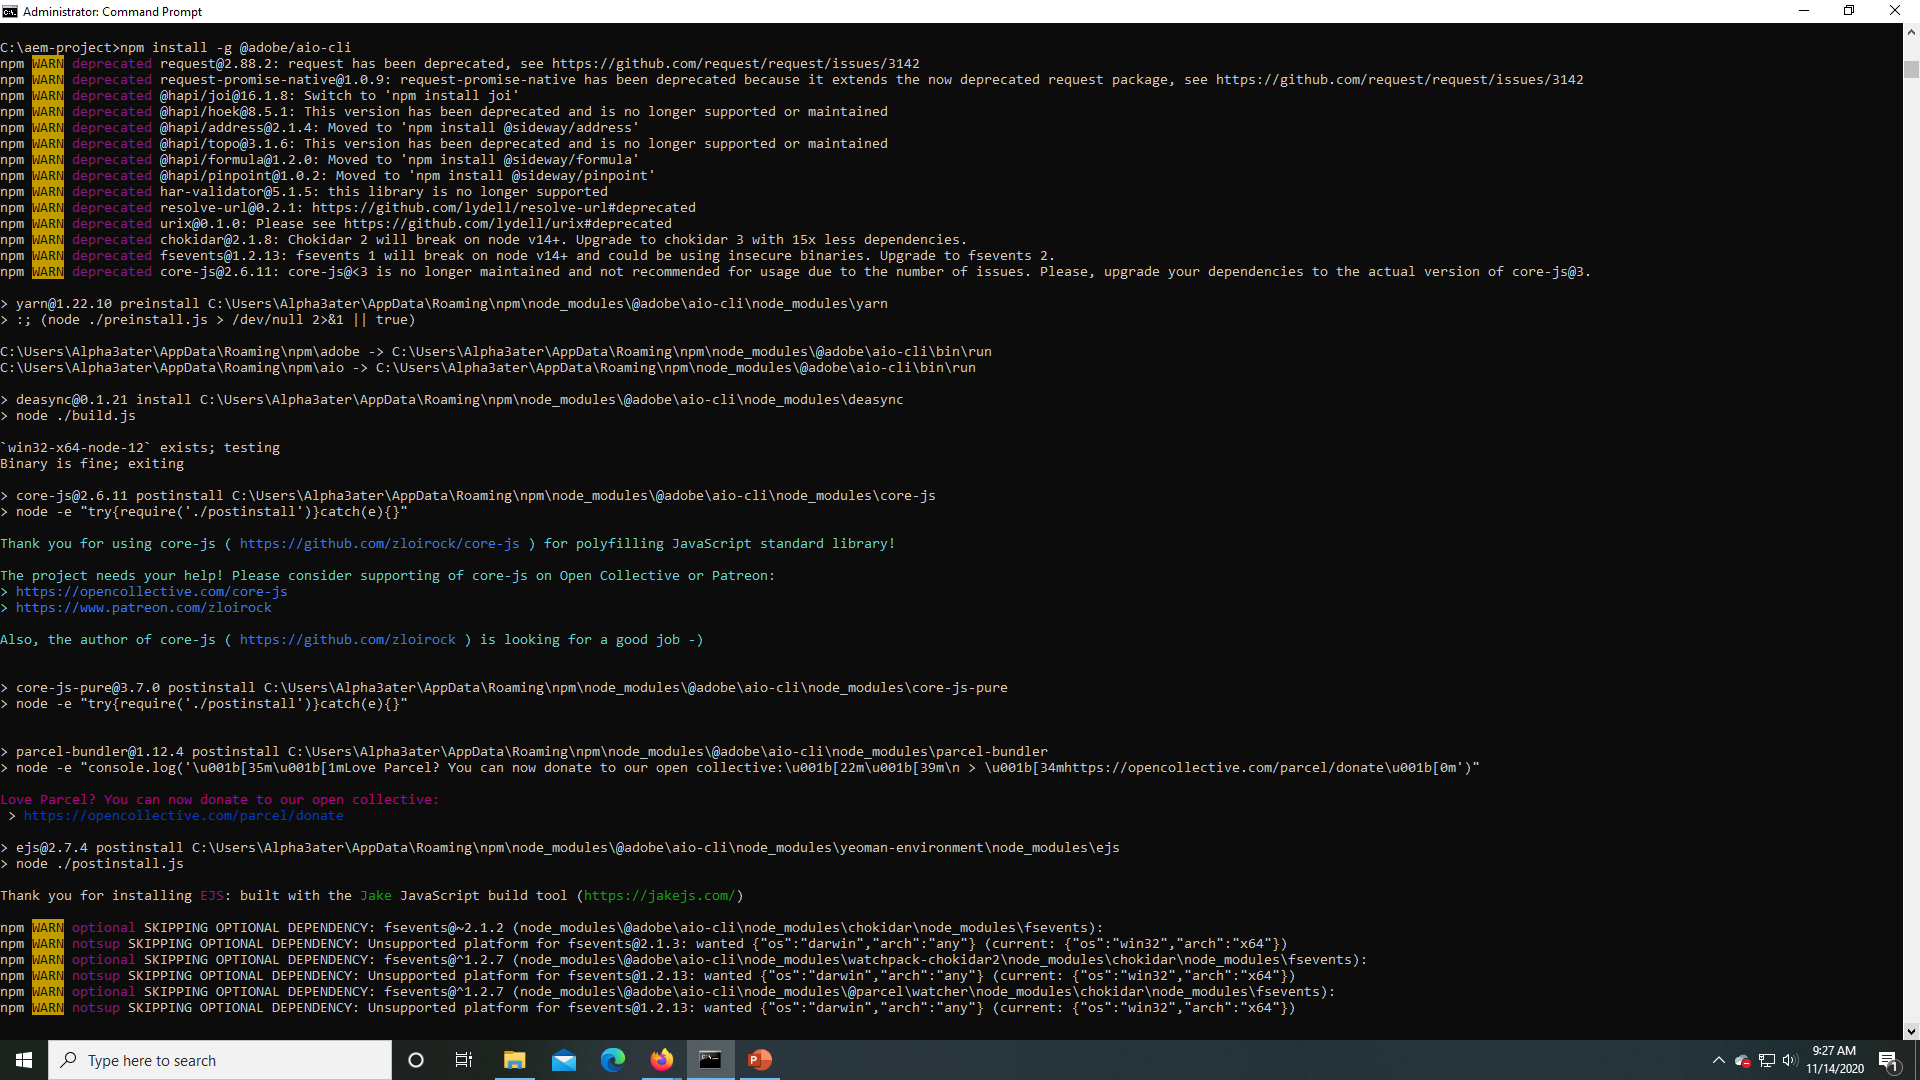 Administrator: Command Prompt
C:\aem-project>npm install -g @adobe/aio-cli
npm WARN deprecated request@2.88.2: request has been deprecated, see https://github.com/request/request/issues/3142
npm WARN deprecated request-promise-native@1.0.9: request-promise-native has been deprecated because it extends the now deprecated request package, see https://github.com/request/request/issues/3142
npm WARN deprecated @hapi/joi@16.1.8: Switch to 'npm install joi'
npm WARN deprecated @hapi/hoek@8.5.1: This version has been deprecated and is no longer supported or maintained
npm WARN deprecated @hapi/address@2.1.4: Moved to 'npm install @sideway/address'
npm WARN deprecated @hapi/topo@3.1.6: This version has been deprecated and is no longer supported or maintained
npm WARN deprecated @hapi/formula@1.2.0: Moved to 'npm install @sideway/formula'
npm WARN deprecated @hapi/pinpoint@1.0.2: Moved to 'npm install @sideway/pinpoint'
npm WARN deprecated har-validator@5.1.5: this library is no longer supported
npm WARN deprecated resolve-url@0.2.1: https://github.com/lydell/resolve-url#deprecated
npm WARN deprecated urix@0.1.0: Please see https://github.com/lydell/urix#deprecated
npm WARN deprecated chokidar@2.1.8: Chokidar 2 will break on node v14+. Upgrade to chokidar 3 with 15x less dependencies.
npm WARN deprecated fsevents@1.2.13: fsevents 1 will break on node v14+ and could be using insecure binaries. Upgrade to fsevents 2.
npm WARN deprecated core-js@2.6.11: core-js@<3 is no longer maintained and not recommended for usage due to the number of issues. Please, upgrade your dependencies to the actual version of core-js@3.
> yarn@1.22.10 preinstall C:\Users\Alpha3ater\AppData\Roaming\npm\node_modules\@adobe\aio-cli\node_modules\yarn
> :; (node ./preinstall.js > /dev/null 2>&1 || true)
C:\Users\Alpha3ater\AppData\Roaming\npm\adobe -> C:\Users\Alpha3ater\AppData\Roaming\npm\node_modules\@adobe\aio-cli\bin\run
C:\Users\Alpha3ater\AppData\Roaming\npm\aio -> C:\Users\Alpha3ater\AppData\Roaming\npm\node_modules\@adobe\aio-cli\bin\run
> deasync@0.1.21 install C:\Users\Alpha3ater\AppData\Roaming\npm\node_modules\@adobe\aio-cli\node_modules\deasync
> node ./build.js
`win32-x64-node-12` exists; testing
Binary is fine; exiting
> core-js@2.6.11 postinstall C:\Users\Alpha3ater\AppData\Roaming\npm\node_modules\@adobe\aio-cli\node_modules\core-js
> node -e "try{require('./postinstall')}catch(e){}"
Thank you for using core-js ( https://github.com/zloirock/core-js ) for polyfilling JavaScript standard library!
The project needs your help! Please consider supporting of core-js on Open Collective or Patreon:
> https://opencollective.com/core-js
> https://www.patreon.com/zloirock
Also, the author of core-js ( https://github.com/zloirock ) is looking for a good job -)
> core-js-pure@3.7.0 postinstall C:\Users\Alpha3ater\AppData\Roaming\npm\node_modules\@adobe\aio-cli\node_modules\core-js-pure
> node -e "try{require('./postinstall')}catch(e){}"
> parcel-bundler@1.12.4 postinstall C:\Users\Alpha3ater\AppData\Roaming\npm\node_modules\@adobe\aio-cli\node_modules\parcel-bundler
> node -e "console.log('\u001b[35m\u001b[1mLove Parcel? You can now donate to our open collective:\u001b[22m\u001b[39m\n > \u001b[34mhttps://opencollective.com/parcel/donate\u001b[0m')"
Love Parcel? You can now donate to our open collective:
> https://opencollective.com/parcel/donate
> ejs@2.7.4 postinstall C:\Users\Alpha3ater\AppData\Roaming\npm\node_modules\@adobe\aio-cli\node_modules\yeoman-environment\node_modules\ejs
> node ./postinstall.js
Thank you for installing EJS: built with the Jake JavaScript build tool (https://jakejs.com/)
npm WARN optional SKIPPING OPTIONAL DEPENDENCY: fsevents@~2.1.2 (node_modules\@adobe\aio-cli\node_modules\chokidar\node_modules\fsevents):
npm WARN notsup SKIPPING OPTIONAL DEPENDENCY: Unsupported platform for fsevents@2.1.3: wanted {"os":"darwin","arch":"any"} (current: {"os":"win32","arch":"x64"})
npm WARN optional SKIPPING OPTIONAL DEPENDENCY: fsevents@^1.2.7 (node_modules\@adobe\aio-cli\node_modules\watchpack-chokidar2\node_modules\chokidar\node_modules\fsevents):
npm WARN notsup SKIPPING OPTIONAL DEPENDENCY: Unsupported platform for fsevents@1.2.13: wanted {"os":"darwin","arch":"any"} (current: {"os":"win32","arch":"x64"})
npm WARN optional SKIPPING OPTIONAL DEPENDENCY: fsevents@^1.2.7 (node_modules\@adobe\aio-cli\node_modules\@parcel\watcher\node_modules\chokidar\node_modules\fsevents):
npm WARN notsup SKIPPING OPTIONAL DEPENDENCY: Unsupported platform for fsevents@1.2.13: wanted {"os":"darwin","arch":"any"} (current: {"os":"win32","arch":"x64"})
Type here to search
9:27 AM
11/14/2020
1